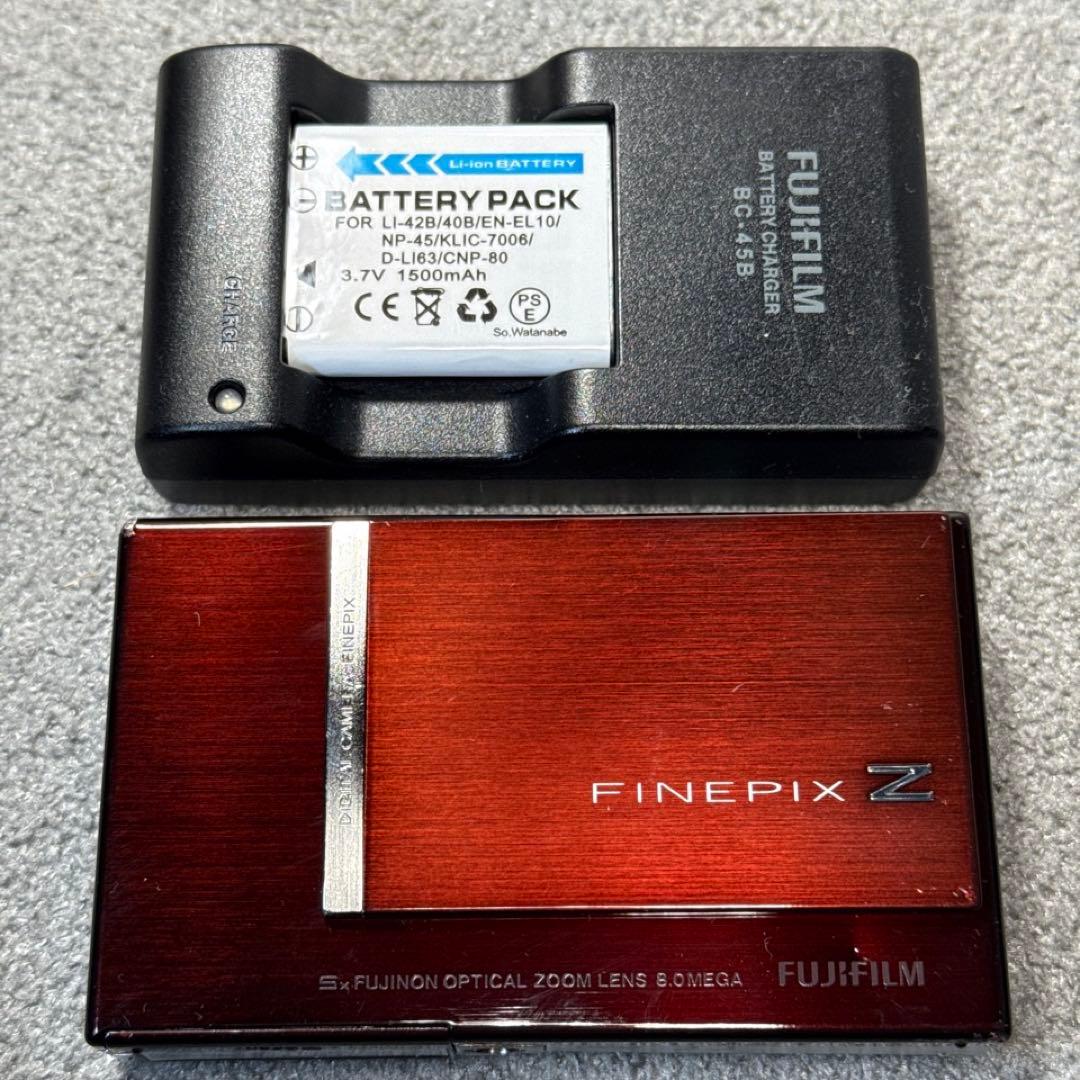 Li-ion BATTERY
BATTERY PACK
FOR LI-42B/40B/EN-EL10/
NP-45/KLIC-7006/
D-LI63/CNP-80
3.7V 1500mAh
CE
PS
E
So.Watanabe
CHARGE
FUJIFILM
BATTERY CHARGER
BC-45B
DIGITAL CAMERA FINEPIX
FINEPIX Z
5x FUJINON OPTICAL ZOOM LENS 8.0MEGA
FUJIFILM